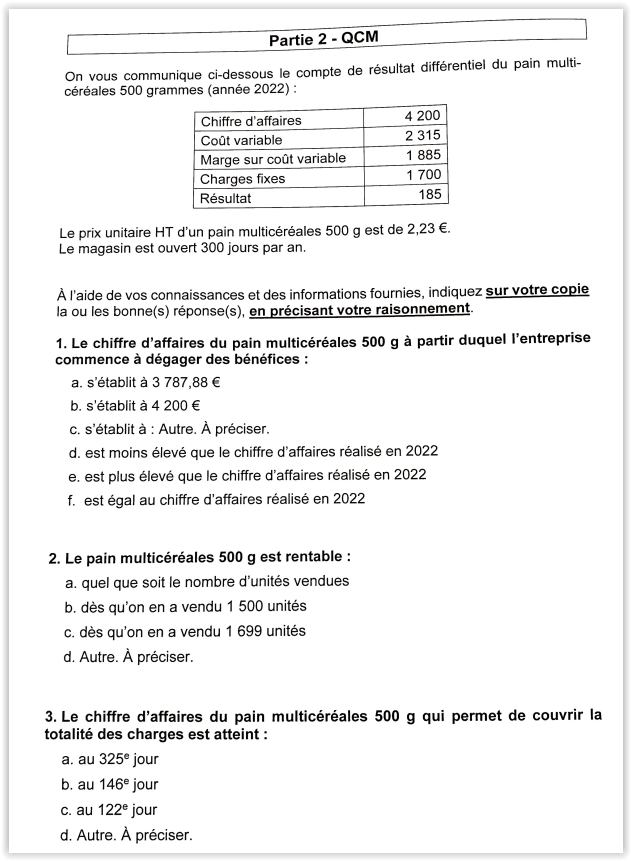 Partie 2 - QCM
On vous communique ci-dessous le compte de résultat différentiel du pain multi-
céréales 500 grammes (année 2022) :
Chiffre d'affaires 4 200
Coût variable 2 315
Marge sur coût variable 1 885
Charges fixes 1 700
Résultat 185
Le prix unitaire HT d'un pain multicéréales 500 g est de 2,23 €.
Le magasin est ouvert 300 jours par an.
À l'aide de vos connaissances et des informations fournies, indiquez sur votre copie
la ou les bonne(s) réponse(s), en précisant votre raisonnement.
1. Le chiffre d'affaires du pain multicéréales 500 g à partir duquel l'entreprise
commence à dégager des bénéfices :
a. s'établit à 3 787,88 €
b. s'établit à 4 200 €
c. s'établit à : Autre. À préciser.
d. est moins élevé que le chiffre d'affaires réalisé en 2022
e. est plus élevé que le chiffre d'affaires réalisé en 2022
f. est égal au chiffre d'affaires réalisé en 2022
2. Le pain multicéréales 500 g est rentable :
a. quel que soit le nombre d'unités vendues
b. dès qu'on en a vendu 1 500 unités
c. dès qu'on en a vendu 1 699 unités
d. Autre. À préciser.
3. Le chiffre d'affaires du pain multicéréales 500 g qui permet de couvrir la
totalité des charges est atteint :
a. au 325e jour
b. au 146e jour
c. au 122e jour
d. Autre. À préciser.